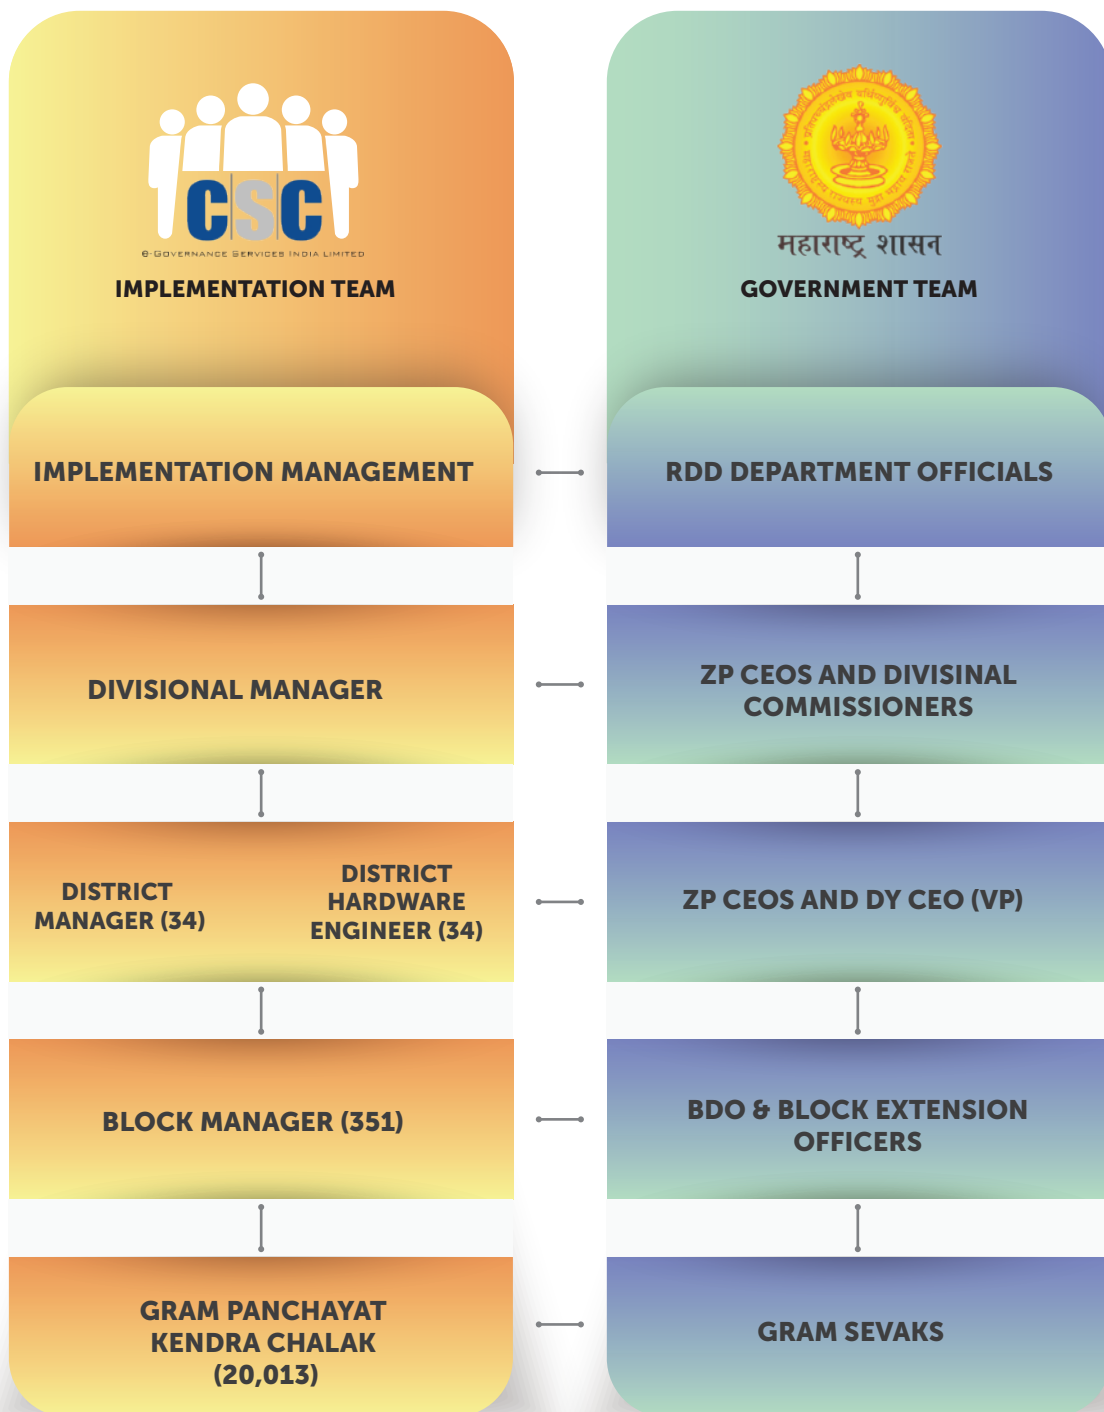 CSC
e-GOVERNANCE SERVICES INDIA LIMITED
IMPLEMENTATION TEAM
महाराष्ट्र शासन
GOVERNMENT TEAM
IMPLEMENTATION MANAGEMENT
RDD DEPARTMENT OFFICIALS
DIVISIONAL MANAGER
ZP CEOS AND DIVISINAL
COMMISSIONERS
DISTRICT
MANAGER (34)
DISTRICT
HARDWARE
ENGINEER (34)
ZP CEOS AND DY CEO (VP)
BLOCK MANAGER (351)
BDO & BLOCK EXTENSION
OFFICERS
GRAM PANCHAYAT
KENDRA CHALAK
(20,013)
GRAM SEVAKS